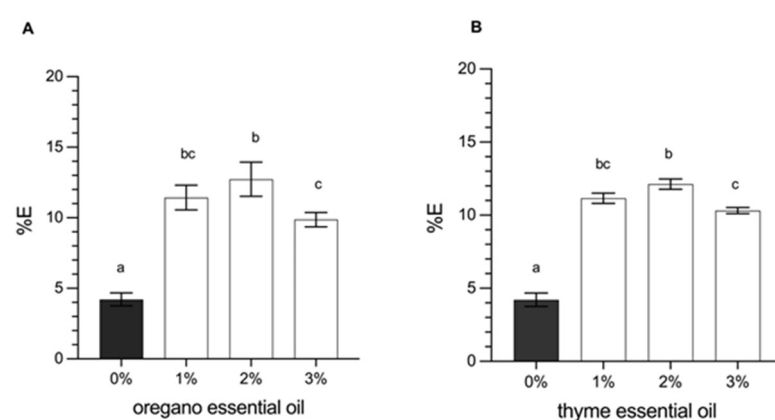 A
%E
20
15
10
5
0
a
bc
b
c
0% 1% 2% 3%
oregano essential oil
B
%E
20
15
10
5
0
a
bc
b
c
0% 1% 2% 3%
thyme essential oil